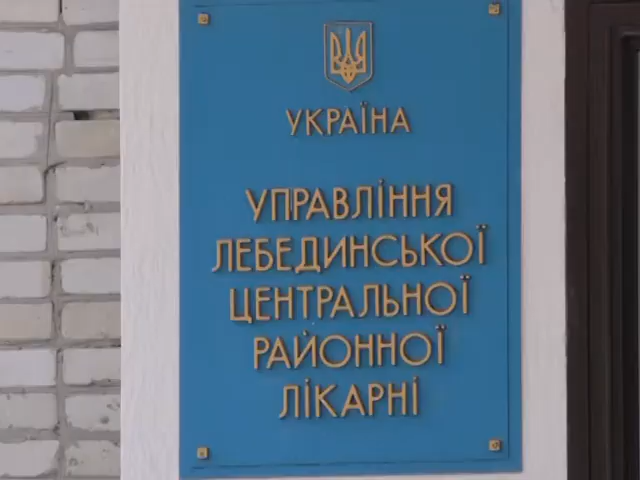 УКРАЇНА
УПРАВЛІННЯ
ЛЕБЕДИНСЬКОЇ
ЦЕНТРАЛЬНОЇ
РАЙОННОЇ
ЛІКАРНІ